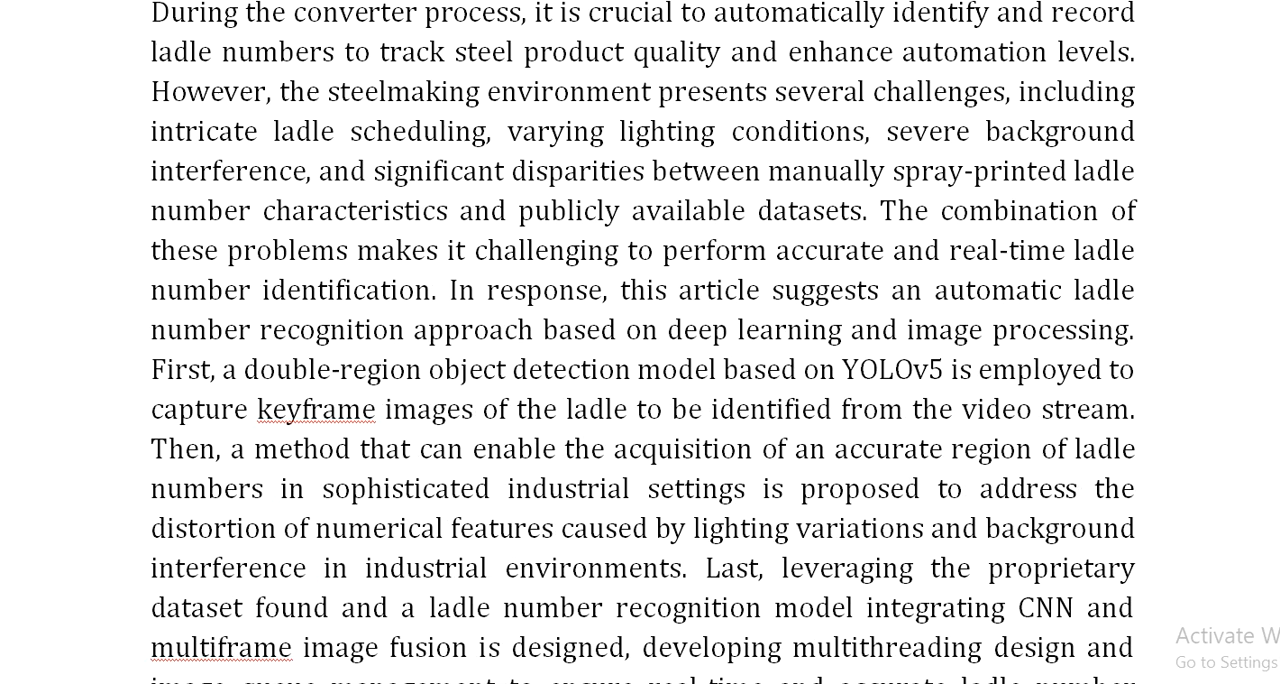 During the converter process, it is crucial to automatically identify and record
ladle numbers to track steel product quality and enhance automation levels.
However, the steelmaking environment presents several challenges, including
intricate ladle scheduling, varying lighting conditions, severe background
interference, and significant disparities between manually spray-printed ladle
number characteristics and publicly available datasets. The combination of
these problems makes it challenging to perform accurate and real-time ladle
number identification. In response, this article suggests an automatic ladle
number recognition approach based on deep learning and image processing.
First, a double-region object detection model based on YOLOv5 is employed to
capture keyframe images of the ladle to be identified from the video stream.
Then, a method that can enable the acquisition of an accurate region of ladle
numbers in sophisticated industrial settings is proposed to address the
distortion of numerical features caused by lighting variations and background
interference in industrial environments. Last, leveraging the proprietary
dataset found and a ladle number recognition model integrating CNN and
multiframe image fusion is designed, developing multithreading design and
Activate W
Go to Settings